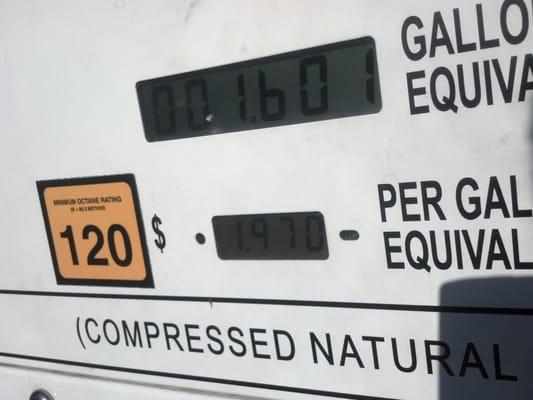 001.601
GALLO
EQUIVA
MINIMUM OCTANE RATING
(R + M) / 2 METHOD
120
$
1.970
PER GAL
EQUIVAL
(COMPRESSED NATURAL